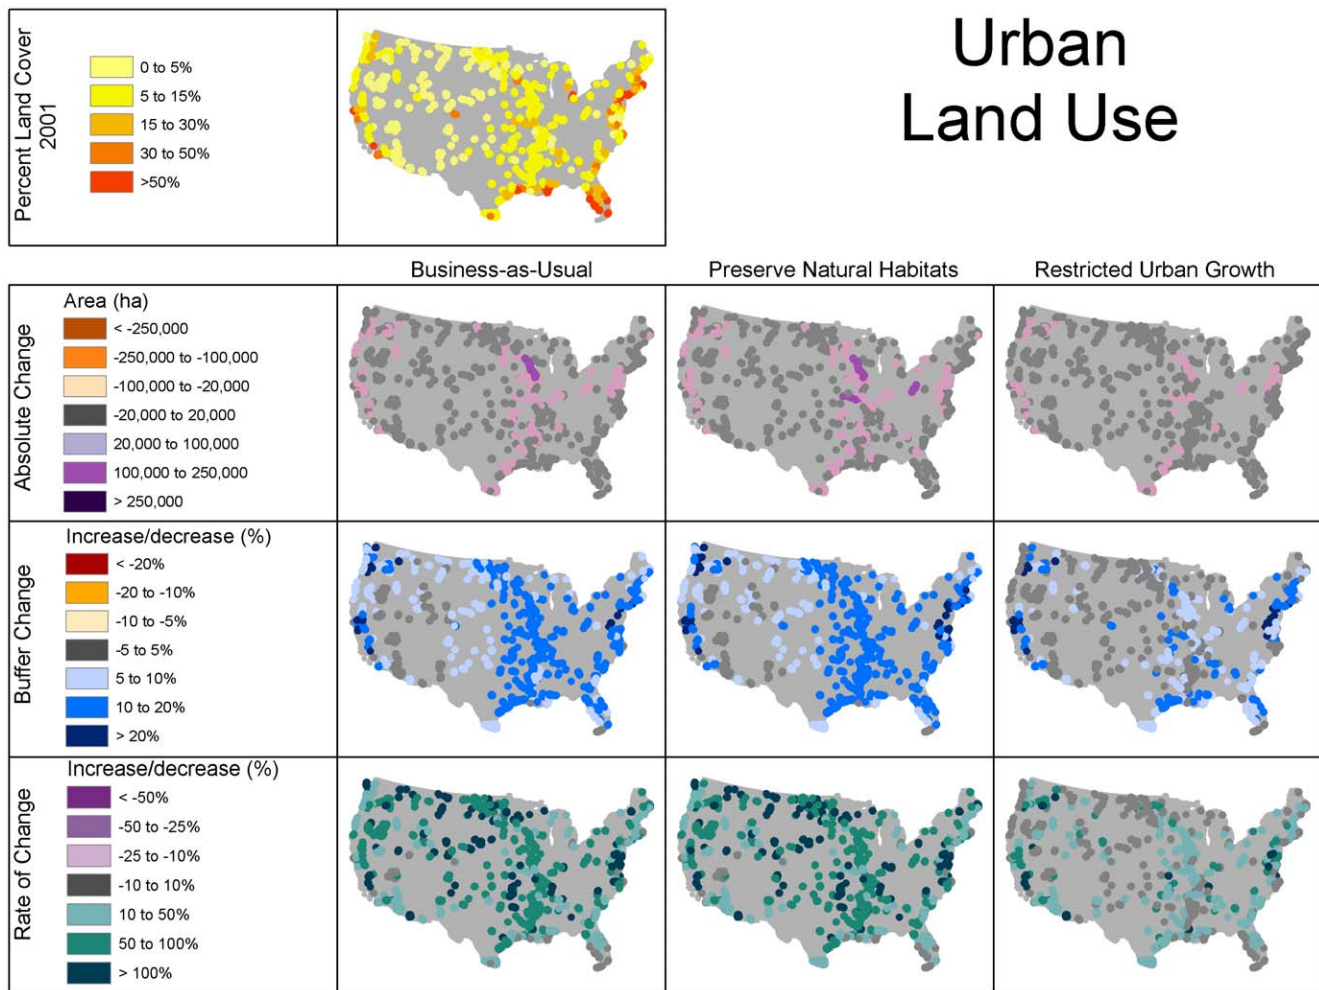 Urban
Land Use
Percent Land Cover
2001
0 to 5%
5 to 15%
15 to 30%
30 to 50%
>50%
Business-as-Usual
Preserve Natural Habitats
Restricted Urban Growth
Absolute Change
Area (ha)
< -250,000
-250,000 to -100,000
-100,000 to -20,000
-20,000 to 20,000
20,000 to 100,000
100,000 to 250,000
> 250,000
Buffer Change
Increase/decrease (%)
< -20%
-20 to -10%
-10 to -5%
-5 to 5%
5 to 10%
10 to 20%
> 20%
Rate of Change
Increase/decrease (%)
< -50%
-50 to -25%
-25 to -10%
-10 to 10%
10 to 50%
50 to 100%
> 100%